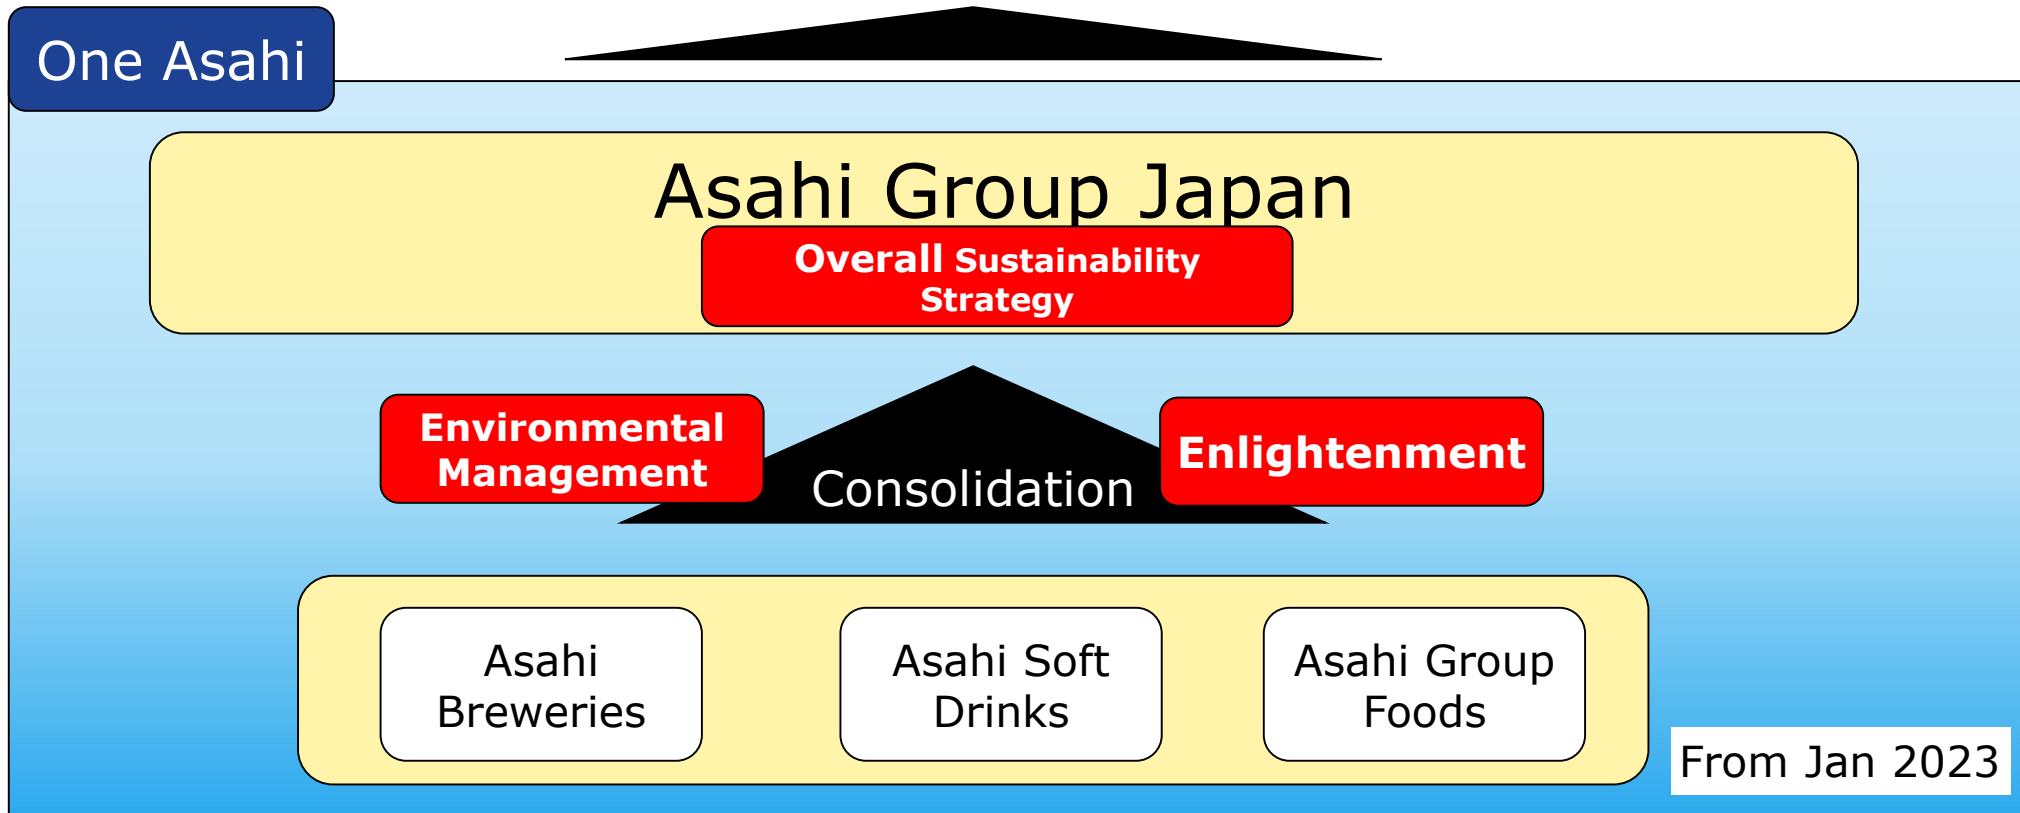 One Asahi
Asahi Group Japan
Overall Sustainability
Strategy
Environmental
Management
Consolidation
Enlightenment
Asahi
Breweries
Asahi Soft
Drinks
Asahi Group
Foods
From Jan 2023